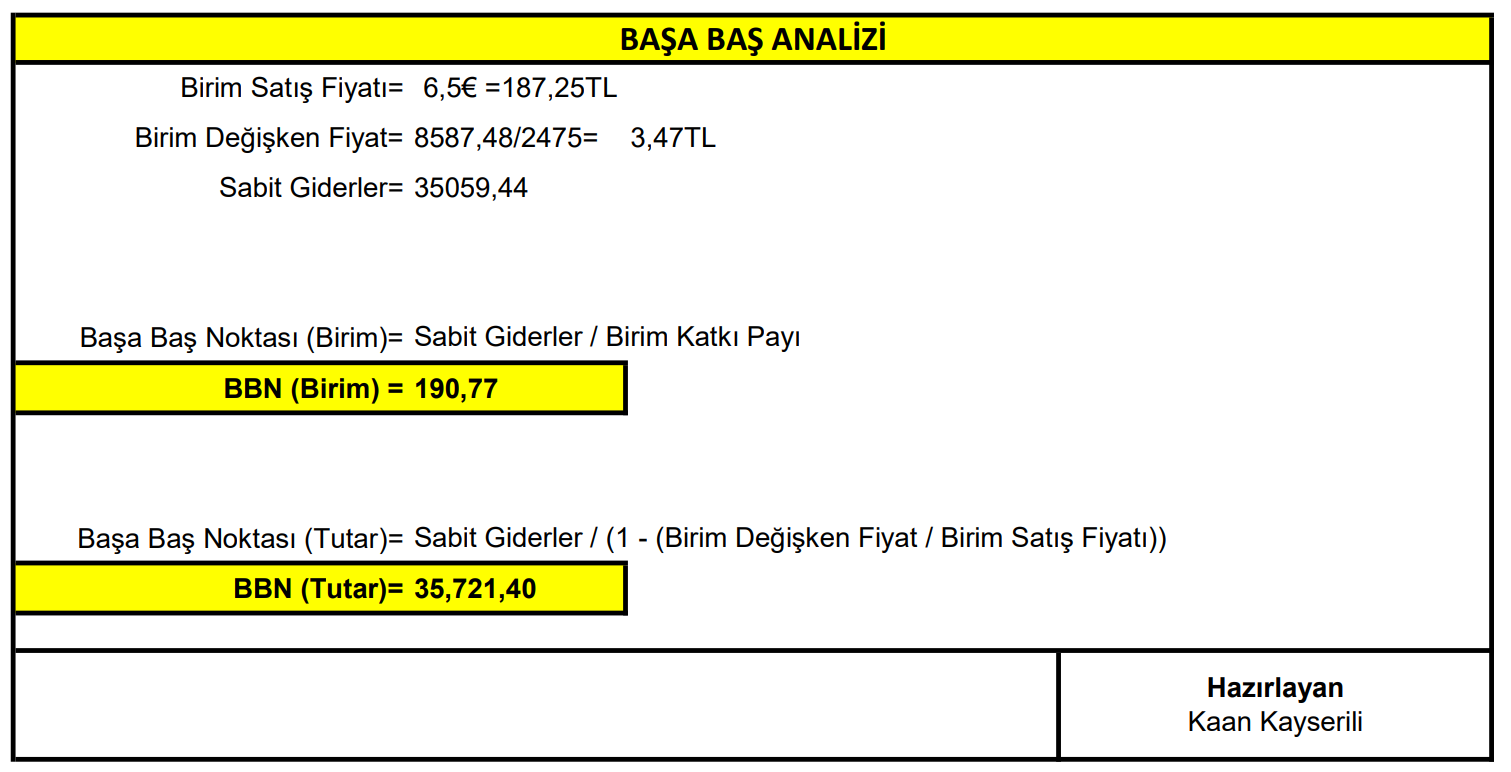 BAŞA BAŞ ANALİZİ
Birim Satış Fiyatı= 6,5€ =187,25TL
Birim Değişken Fiyat= 8587,48/2475= 3,47TL
Sabit Giderler= 35059,44
Başa Baş Noktası (Birim)= Sabit Giderler / Birim Katkı Payı
BBN (Birim) = 190,77
Başa Baş Noktası (Tutar)= Sabit Giderler / (1 - (Birim Değişken Fiyat / Birim Satış Fiyatı))
BBN (Tutar)= 35,721,40
Hazırlayan
Kaan Kayserili